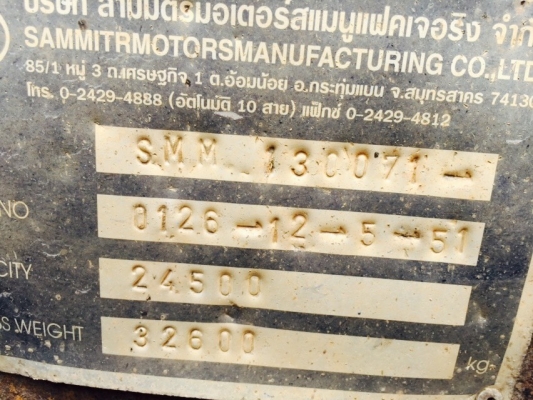 บริษัท สามมิตรมอเตอร์สแมนูแฟคเจอริง จำกั
SAMMITRMOTORSMANUFACTURING CO.,LTD
85/1 หมู่ 3 ถ.เศรษฐกิจ 1 ต.อ้อมน้อย อ.กระทุ่มแบน จ.สมุทรสาคร 74130
โทร. 0-2429-4888 (อัตโนมัติ 10 สาย) แฟ็กซ์ 0-2429-4812
SMM 130071-
NO 0126-12-5-51
CITY 24500
SS WEIGHT 32600 kg.